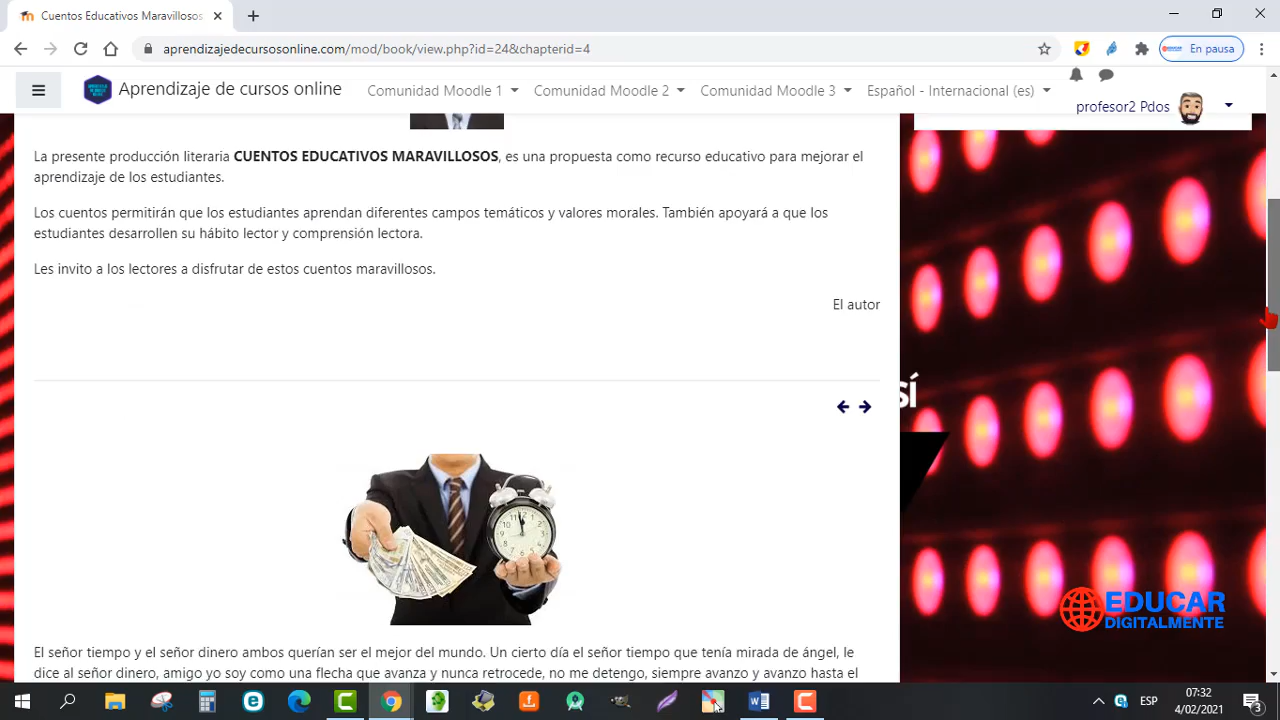 Cuentos Educativos Maravillosos
aprendizajedecursosonline.com/mod/book/view.php?id=24&chapterid=4
En pausa
Aprendizaje de cursos online
Comunidad Moodle 1
Comunidad Moodle 2
Comunidad Moodle 3
Español - Internacional (es)
profesor2 Pdos
La presente producción literaria CUENTOS EDUCATIVOS MARAVILLOSOS, es una propuesta como recurso educativo para mejorar el
aprendizaje de los estudiantes.
Los cuentos permitirán que los estudiantes aprendan diferentes campos temáticos y valores morales. También apoyará a que los
estudiantes desarrollen su hábito lector y comprensión lectora.
Les invito a los lectores a disfrutar de estos cuentos maravillosos.
El autor
sí
El señor tiempo y el señor dinero ambos querían ser el mejor del mundo. Un cierto día el señor tiempo que tenía mirada de ángel, le
dice al señor dinero, amigo yo soy como una flecha que avanza y nunca retrocede, no me detengo, siempre avanzo y avanzo hasta el
EDUCAR
DIGITALMENTE
ESP
07:32
4/02/2021
3